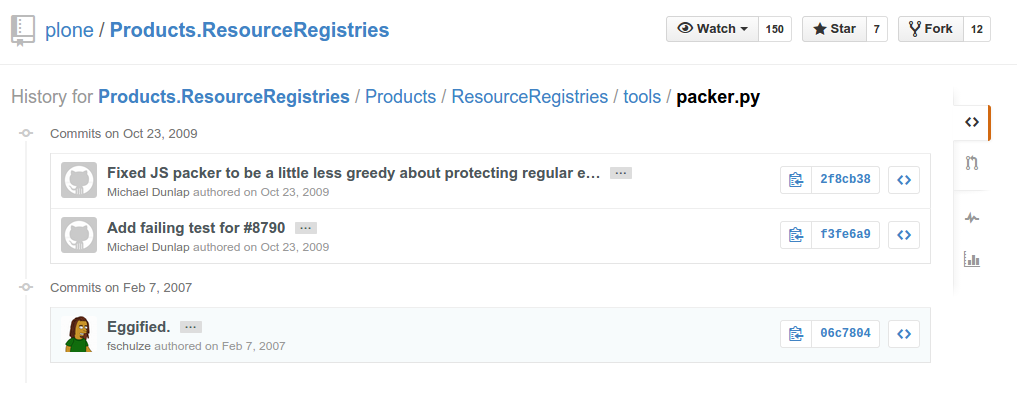 plone / Products.ResourceRegistries
Watch 150 Star 7 Fork 12
History for Products.ResourceRegistries / Products / ResourceRegistries / tools / packer.py
Commits on Oct 23, 2009
Fixed JS packer to be a little less greedy about protecting regular e… ...
Michael Dunlap authored on Oct 23, 2009
2f8cb38
Add failing test for #8790 ...
Michael Dunlap authored on Oct 23, 2009
f3fe6a9
Commits on Feb 7, 2007
Eggified. ...
fschulze authored on Feb 7, 2007
06c7804